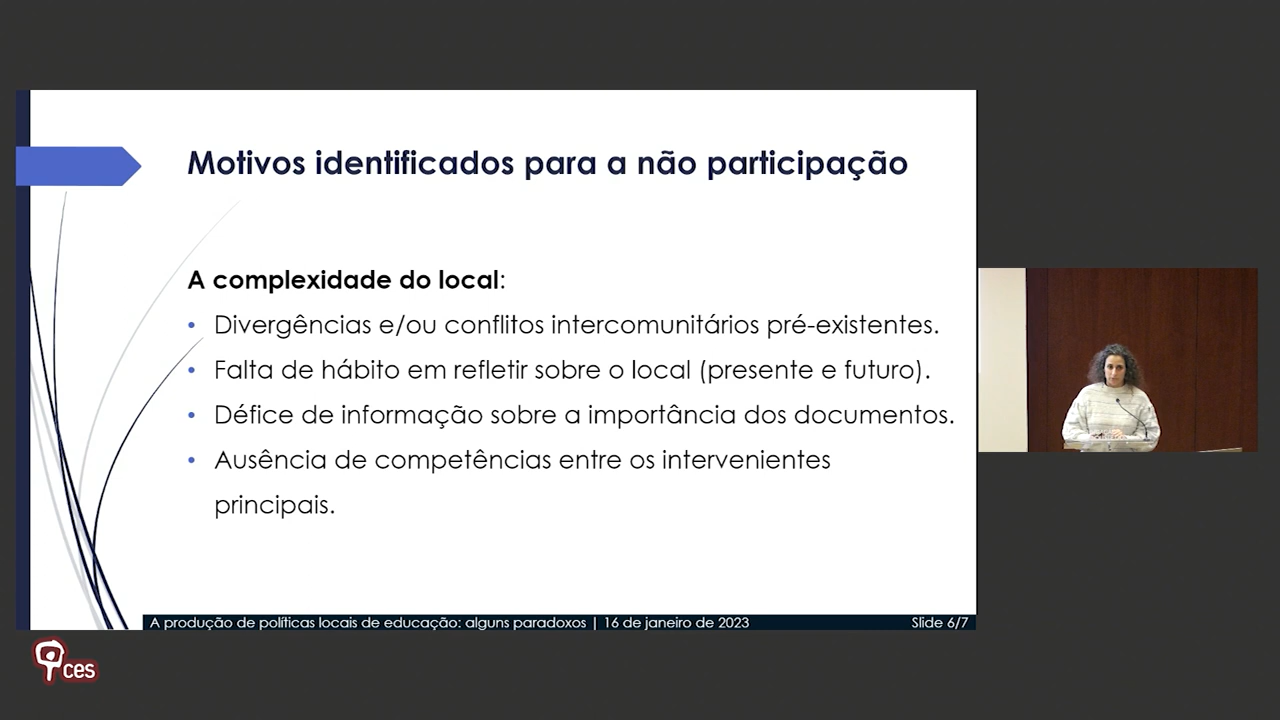 Motivos identificados para a não participação
A complexidade do local:
• Divergências e/ou conflitos intercomunitários pré-existentes.
• Falta de hábito em refletir sobre o local (presente e futuro).
• Défice de informação sobre a importância dos documentos.
• Ausência de competências entre os intervenientes
principais.
A produção de políticas locais de educação: alguns paradoxos | 16 de janeiro de 2023 Slide 6/7
ces